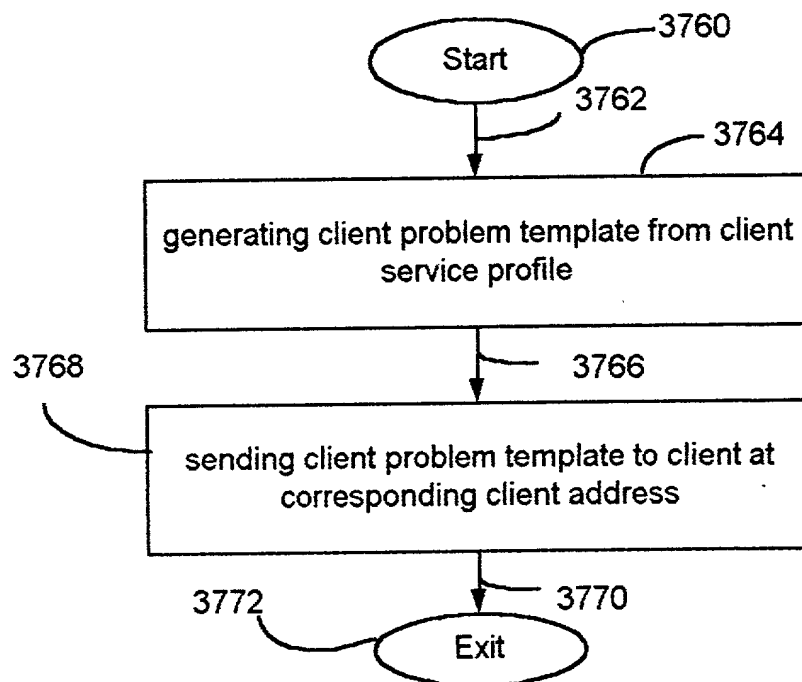 3760
Start
3762
3764
generating client problem template from client
service profile
3766
3768
sending client problem template to client at
corresponding client address
3770
3772
Exit